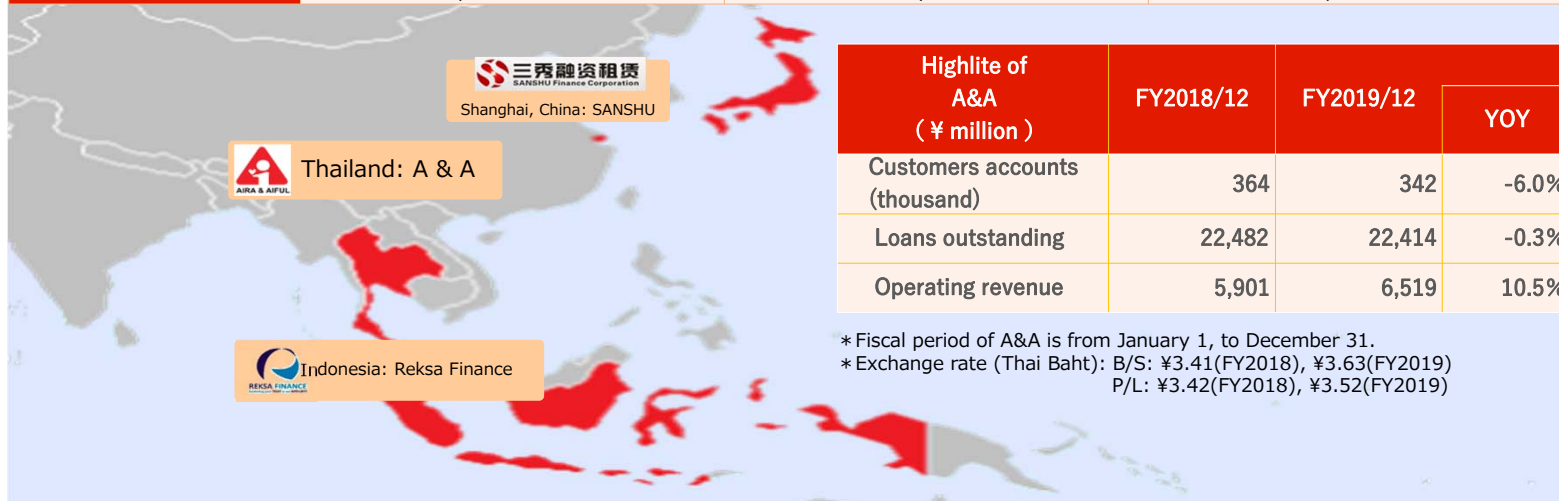 三秀融资租赁
SANSHU Finance Corporation
Shanghai, China: SANSHU
AIRA & AIFUL
Thailand: A & A
REKSA FINANCE
Indonesia: Reksa Finance
Highlite of
A&A
( ¥ million )
FY2018/12
FY2019/12
YOY
Customers accounts
(thousand)
364
342
-6.0%
Loans outstanding
22,482
22,414
-0.3%
Operating revenue
5,901
6,519
10.5%
＊Fiscal period of A&A is from January 1, to December 31.
＊Exchange rate (Thai Baht): B/S: ¥3.41(FY2018), ¥3.63(FY2019)
P/L: ¥3.42(FY2018), ¥3.52(FY2019)